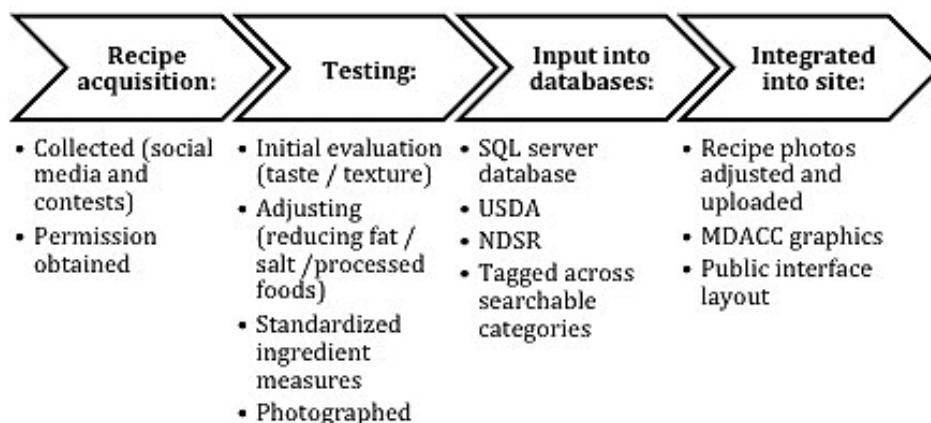 Recipe
acquisition:
• Collected (social
media and
contests)
• Permission
obtained
Testing:
• Initial evaluation
(taste / texture)
• Adjusting
(reducing fat /
salt /processed
foods)
• Standardized
ingredient
measures
• Photographed
Input into
databases:
• SQL server
database
• USDA
• NDSR
• Tagged across
searchable
categories
Integrated
into site:
• Recipe photos
adjusted and
uploaded
• MDACC graphics
• Public interface
layout